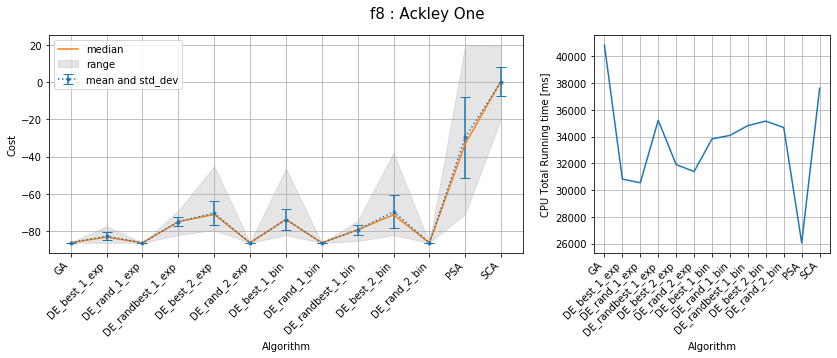 f8 : Ackley One
median
range
mean and std_dev
Cost
20
0
−20
−40
−60
−80
GA
DE_best_1_exp
DE_rand_1_exp
DE_randbest_1_exp
DE_best_2_exp
DE_rand_2_exp
DE_best_1_bin
DE_rand_1_bin
DE_randbest_1_bin
DE_best_2_bin
DE_rand_2_bin
PSA
SCA
Algorithm
CPU Total Running time [ms]
40000
38000
36000
34000
32000
30000
28000
26000
GA
DE_best_1_exp
DE_rand_1_exp
DE_randbest_1_exp
DE_best_2_exp
DE_rand_2_exp
DE_best_1_bin
DE_rand_1_bin
DE_randbest_1_bin
DE_best_2_bin
DE_rand_2_bin
PSA
SCA
Algorithm